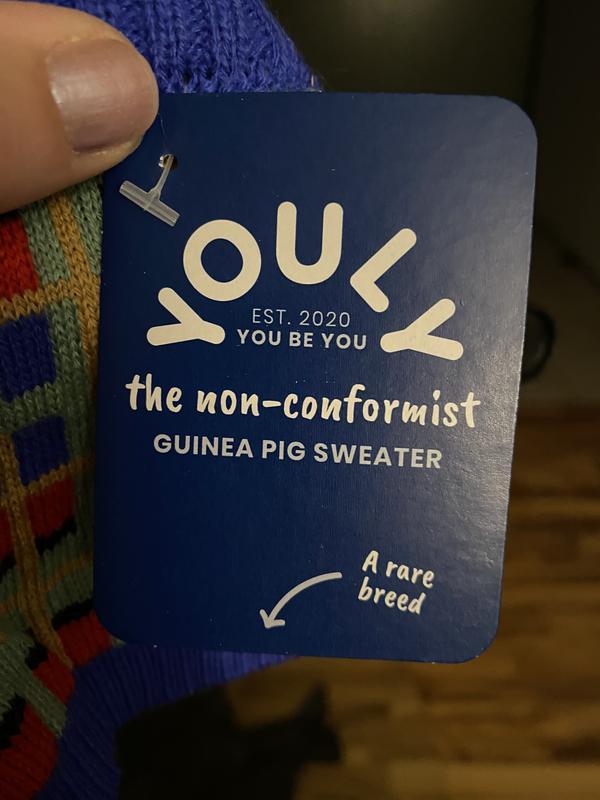 YOULY
EST. 2020
YOU BE YOU
the non-conformist
GUINEA PIG SWEATER
A rare
breed